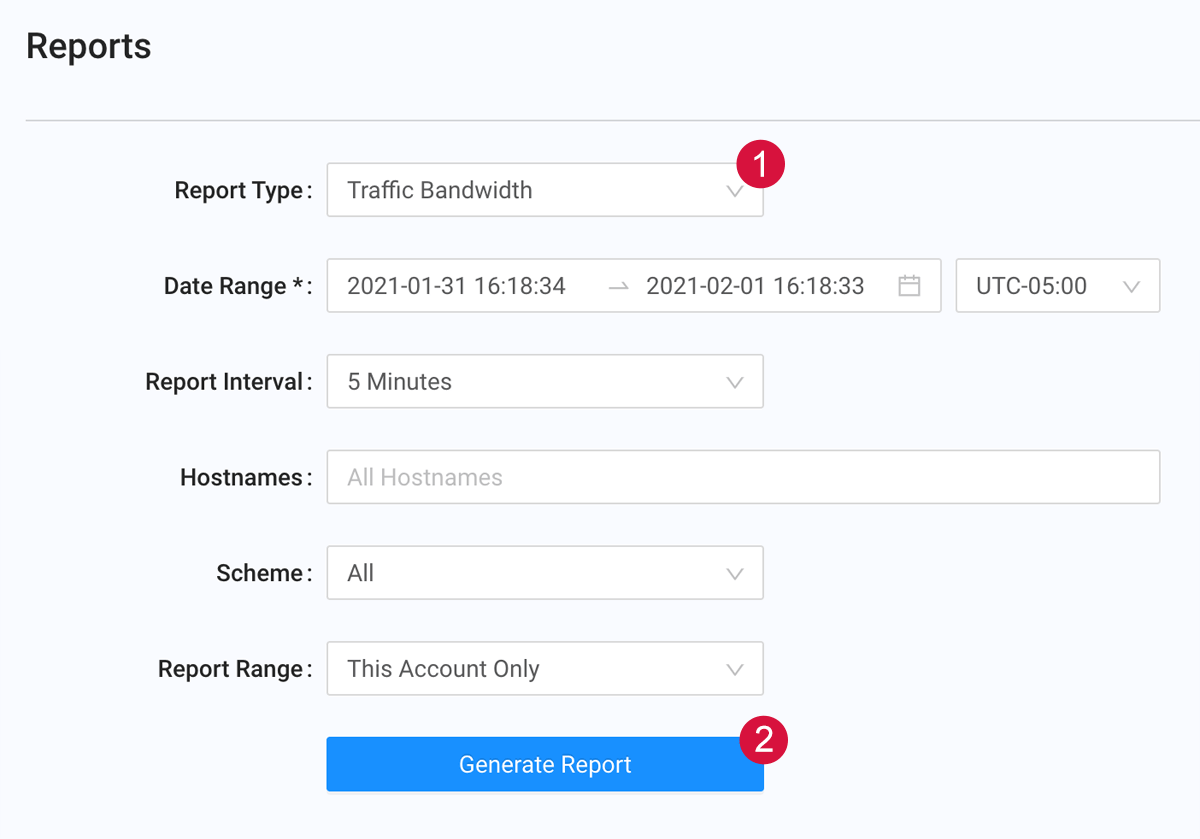 Reports
1
Report Type: Traffic Bandwidth
Date Range *: 2021-01-31 16:18:34 → 2021-02-01 16:18:33 UTC-05:00
Report Interval: 5 Minutes
Hostnames: All Hostnames
Scheme: All
Report Range: This Account Only
2
Generate Report